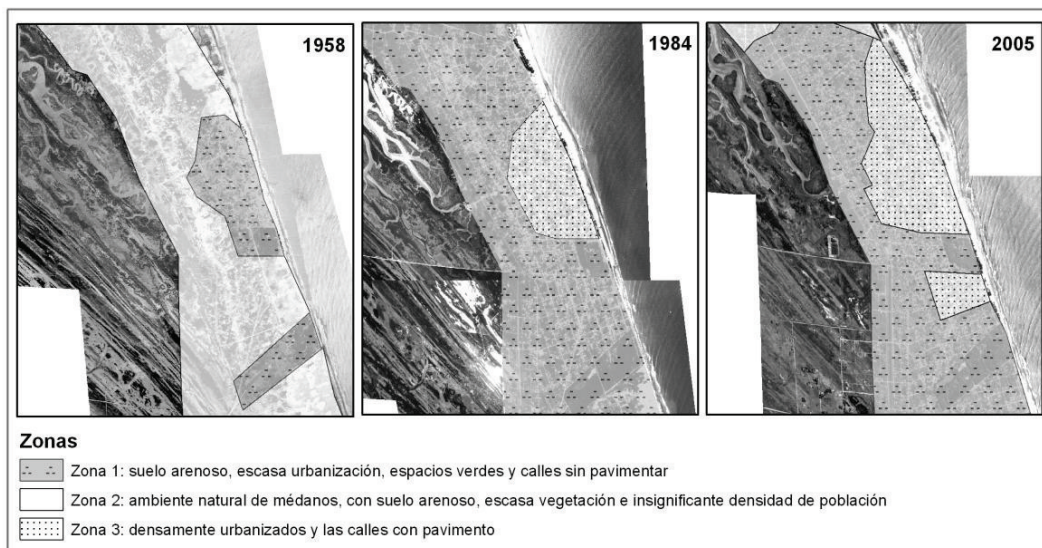 1958
1984
2005
Zonas
Zona 1: suelo arenoso, escasa urbanización, espacios verdes y calles sin pavimentar
Zona 2: ambiente natural de médanos, con suelo arenoso, escasa vegetación e insignificante densidad de población
Zona 3: densamente urbanizados y las calles con pavimento